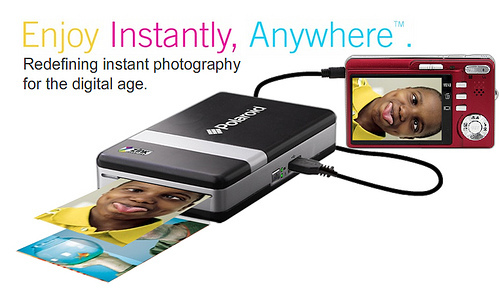 Enjoy Instantly, Anywhere™.
Redefining instant photography
for the digital age.
Polaroid